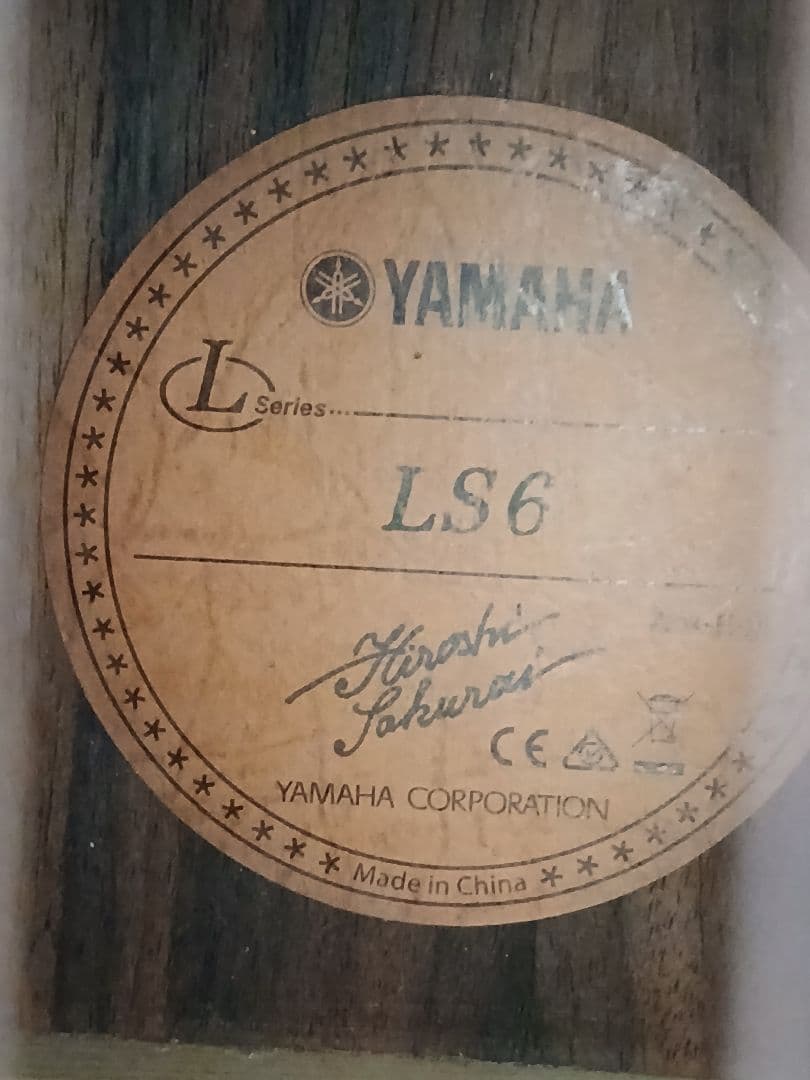 YAMAHA
L Series
LS6
Hiroshi
Sakurai
CE
YAMAHA CORPORATION
Made in China